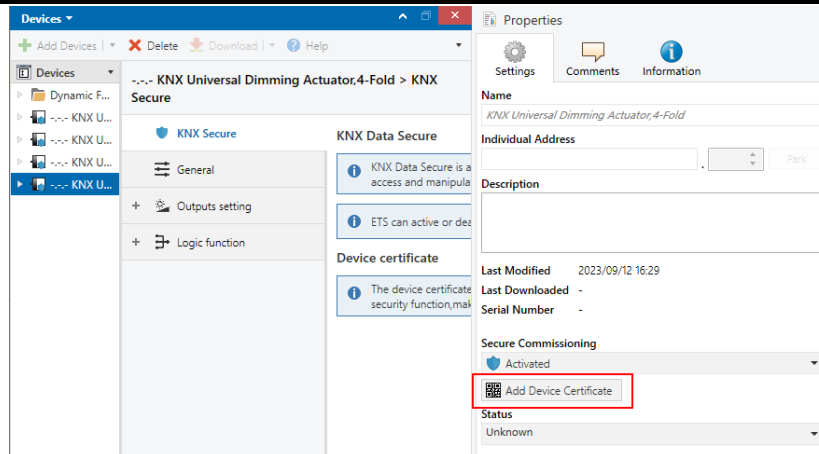 Devices
Add Devices
Delete
Download
Help
Devices
Dynamic F...
-.-.- KNX U...
-.-.- KNX U...
-.-.- KNX U...
-.-.- KNX U...
-.-.- KNX Universal Dimming Actuator,4-Fold > KNX
Secure
KNX Secure
General
+ Outputs setting
+ Logic function
KNX Data Secure
KNX Data Secure is a
access and manipula
ETS can active or dea
Device certificate
The device certificate
security function,mak
Properties
Settings
Comments
Information
Name
KNX Universal Dimming Actuator,4-Fold
Individual Address
. Park
Description
Last Modified 2023/09/12 16:29
Last Downloaded -
Serial Number -
Secure Commissioning
Activated
Add Device Certificate
Status
Unknown